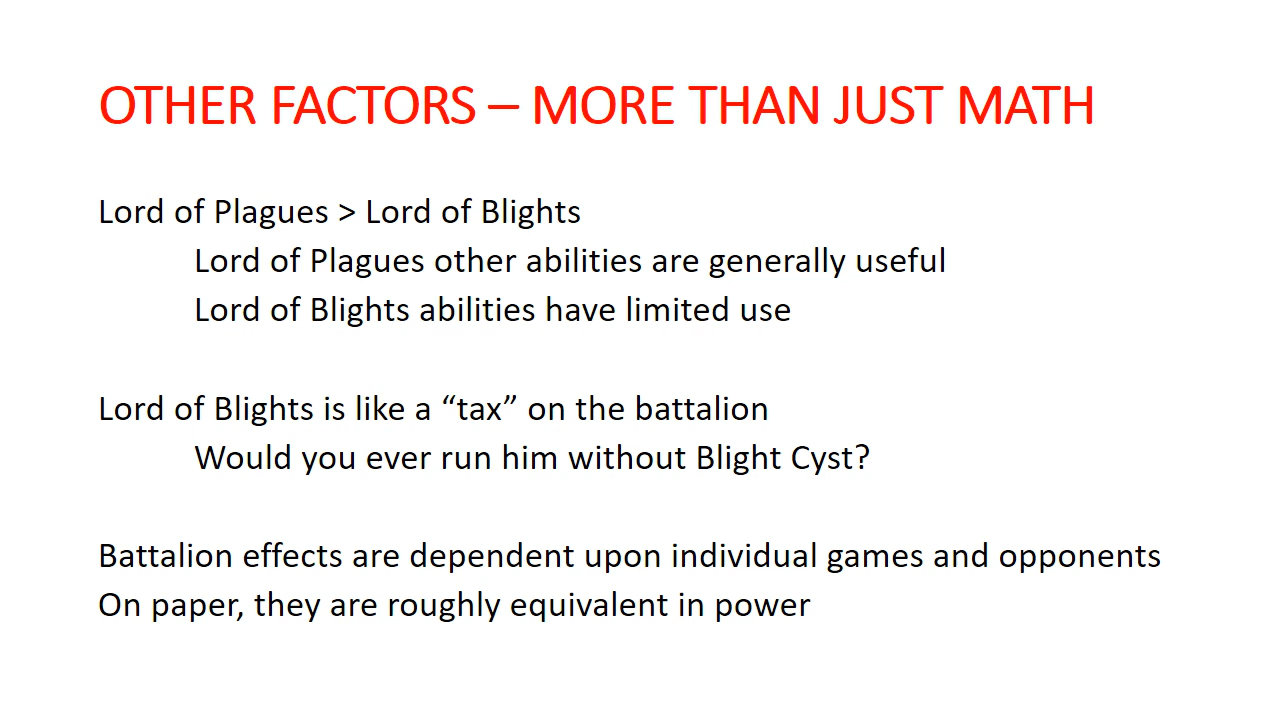 OTHER FACTORS – MORE THAN JUST MATH
Lord of Plagues > Lord of Blights
Lord of Plagues other abilities are generally useful
Lord of Blights abilities have limited use
Lord of Blights is like a “tax” on the battalion
Would you ever run him without Blight Cyst?
Battalion effects are dependent upon individual games and opponents
On paper, they are roughly equivalent in power